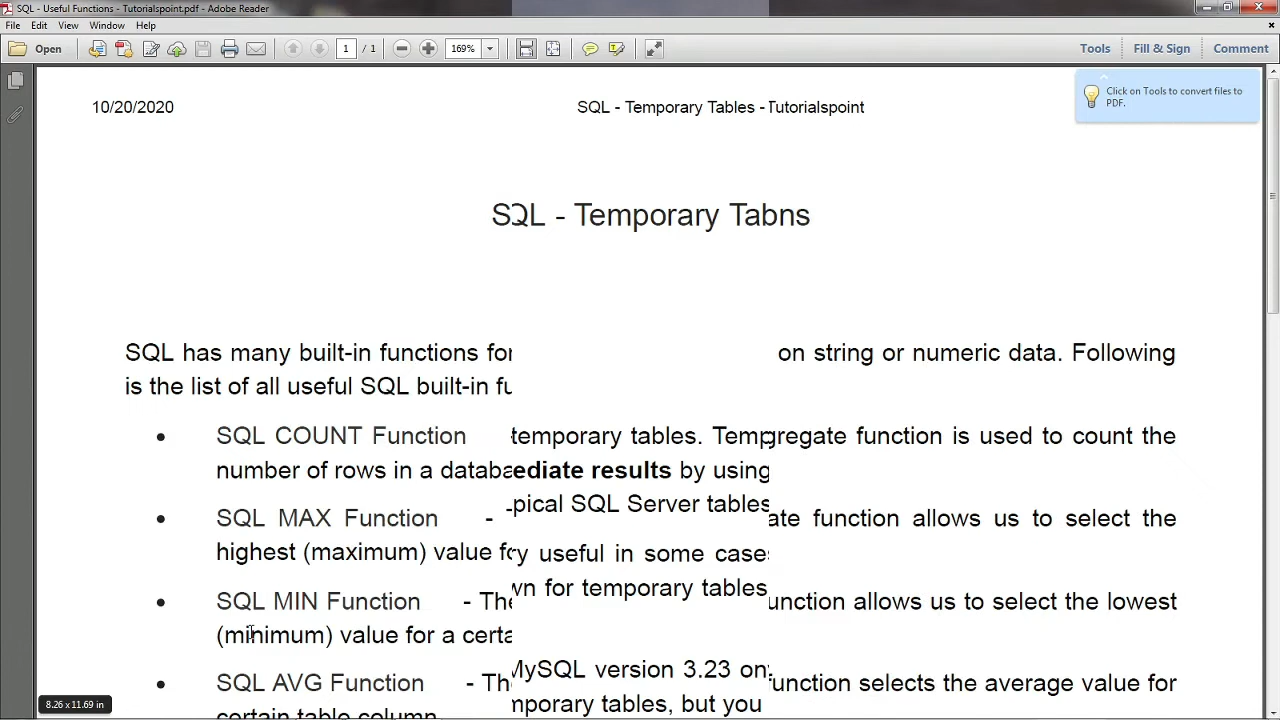 SQL - Useful Functions - Tutorialspoint.pdf - Adobe Reader
File Edit View Window Help
Open 1 / 1 169% Tools Fill & Sign Comment
Click on Tools to convert files to
PDF.
10/20/2020 SQL - Temporary Tables - Tutorialspoint
SQL - Temporary Tabns
SQL has many built-in functions for on string or numeric data. Following
is the list of all useful SQL built-in fu
• SQL COUNT Function temporary tables. Tempgregate function is used to count the
number of rows in a databaediate results by using
pical SQL Server tables
• SQL MAX Function - ate function allows us to select the
highest (maximum) value fo
ry useful in some cases
wn for temporary tables
• SQL MIN Function - The unction allows us to select the lowest
(minimum) value for a certa
MySQL version 3.23 on
• SQL AVG Function - Th unction selects the average value for
mporary tables, but you
certain table column.
8.26 x 11.69 in